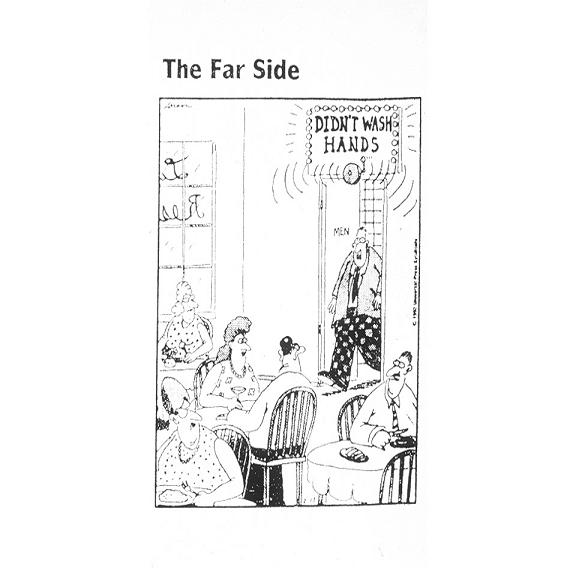 The Far Side
DIDN'T WASH
HANDS
MEN